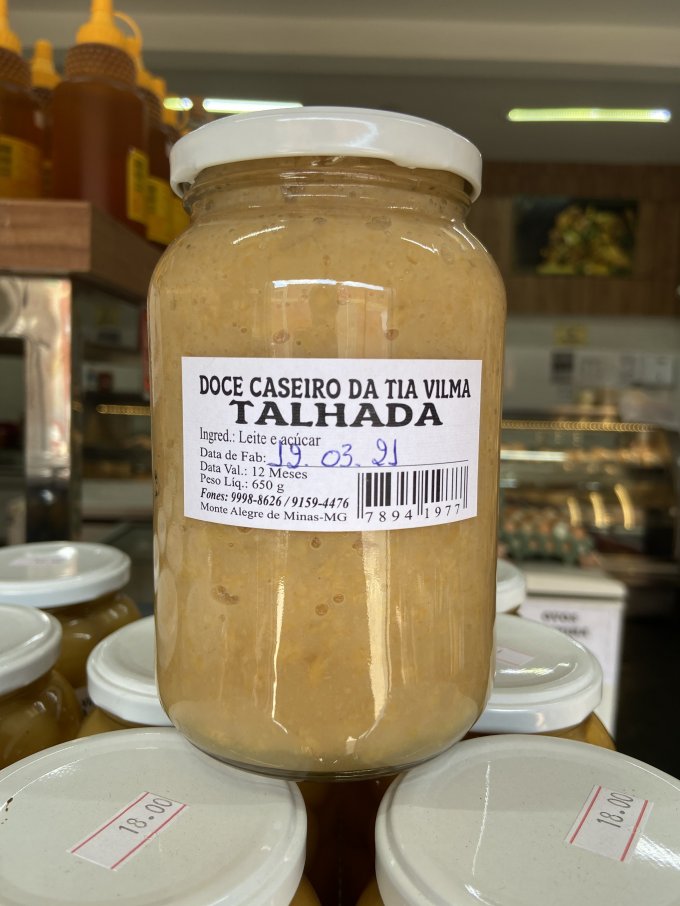 DOCE CASEIRO DA TIA VILMA
TALHADA
Ingred.: Leite e açúcar
Data de Fab: 19. 03. 21
Data Val.: 12 Meses
Peso Líq.: 650 g
Fones: 9998-8626 / 9159-4476
Monte Alegre de Minas-MG
7894 1977
OVOS
18.00
18.00